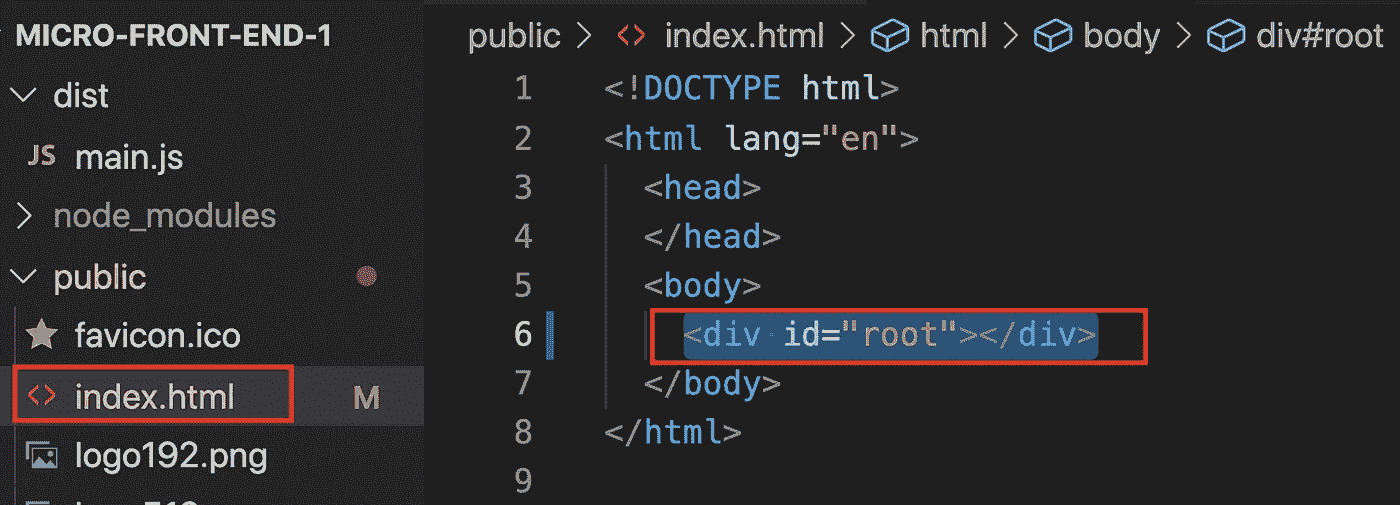 MICRO-FRONT-END-1
dist
JS main.js
node_modules
public
favicon.ico
<> index.html M
logo192.png
public > <> index.html > html > body > div#root
1 <!DOCTYPE html>
2 <html lang="en">
3 <head>
4 </head>
5 <body>
6 <div id="root"></div>
7 </body>
8 </html>
9